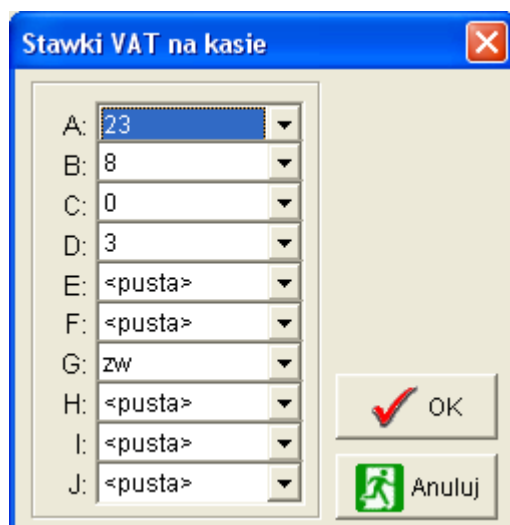 Stawki VAT na kasie
A: 23
B: 8
C: 0
D: 3
E: <pusta>
F: <pusta>
G: zw
H: <pusta>
I: <pusta>
J: <pusta>
OK
Anuluj